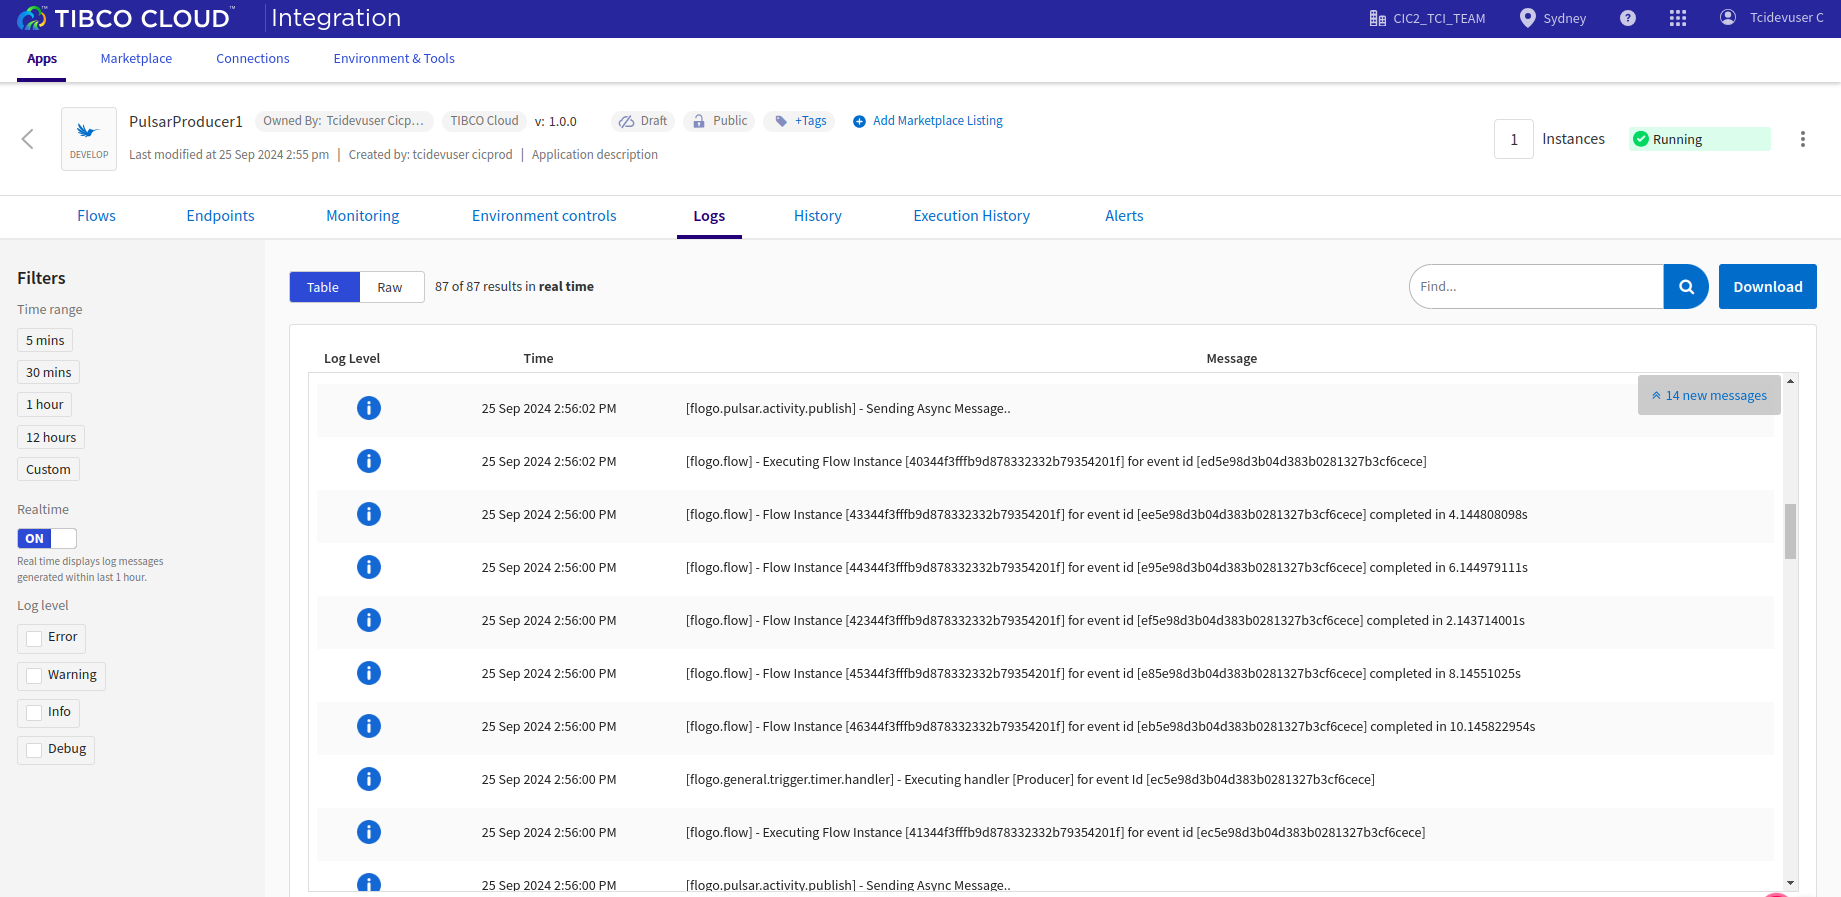 TIBCO CLOUD™ Integration
CIC2_TCI_TEAM Sydney ? Tcidevuser C
Apps Marketplace Connections Environment & Tools
DEVELOP
PulsarProducer1 Owned By: Tcidevuser Cicp... TIBCO Cloud v: 1.0.0 Draft Public +Tags Add Marketplace Listing
Last modified at 25 Sep 2024 2:55 pm | Created by: tcidevuser cicprod | Application description
1 Instances Running
Flows Endpoints Monitoring Environment controls Logs History Execution History Alerts
Filters
Time range
5 mins
30 mins
1 hour
12 hours
Custom
Realtime
ON
Real time displays log messages
generated within last 1 hour.
Log level
Error
Warning
Info
Debug
Table Raw 87 of 87 results in real time Find... Download
Log Level Time Message
14 new messages
25 Sep 2024 2:56:02 PM [flogo.pulsar.activity.publish] - Sending Async Message..
25 Sep 2024 2:56:02 PM [flogo.flow] - Executing Flow Instance [40344f3fffb9d878332332b79354201f] for event id [ed5e98d3b04d383b0281327b3cf6cece]
25 Sep 2024 2:56:00 PM [flogo.flow] - Flow Instance [43344f3fffb9d878332332b79354201f] for event id [ee5e98d3b04d383b0281327b3cf6cece] completed in 4.144808098s
25 Sep 2024 2:56:00 PM [flogo.flow] - Flow Instance [44344f3fffb9d878332332b79354201f] for event id [e95e98d3b04d383b0281327b3cf6cece] completed in 6.144979111s
25 Sep 2024 2:56:00 PM [flogo.flow] - Flow Instance [42344f3fffb9d878332332b79354201f] for event id [ef5e98d3b04d383b0281327b3cf6cece] completed in 2.143714001s
25 Sep 2024 2:56:00 PM [flogo.flow] - Flow Instance [45344f3fffb9d878332332b79354201f] for event id [e85e98d3b04d383b0281327b3cf6cece] completed in 8.14551025s
25 Sep 2024 2:56:00 PM [flogo.flow] - Flow Instance [46344f3fffb9d878332332b79354201f] for event id [eb5e98d3b04d383b0281327b3cf6cece] completed in 10.145822954s
25 Sep 2024 2:56:00 PM [flogo.general.trigger.timer.handler] - Executing handler [Producer] for event Id [ec5e98d3b04d383b0281327b3cf6cece]
25 Sep 2024 2:56:00 PM [flogo.flow] - Executing Flow Instance [41344f3fffb9d878332332b79354201f] for event id [ec5e98d3b04d383b0281327b3cf6cece]
25 Sep 2024 2:56:00 PM [flogo.pulsar.activity.publish] - Sending Async Message..